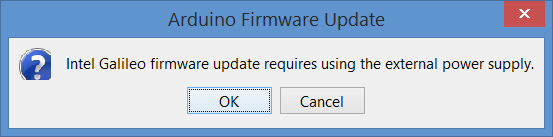 Arduino Firmware Update
Intel Galileo firmware update requires using the external power supply.
OK
Cancel